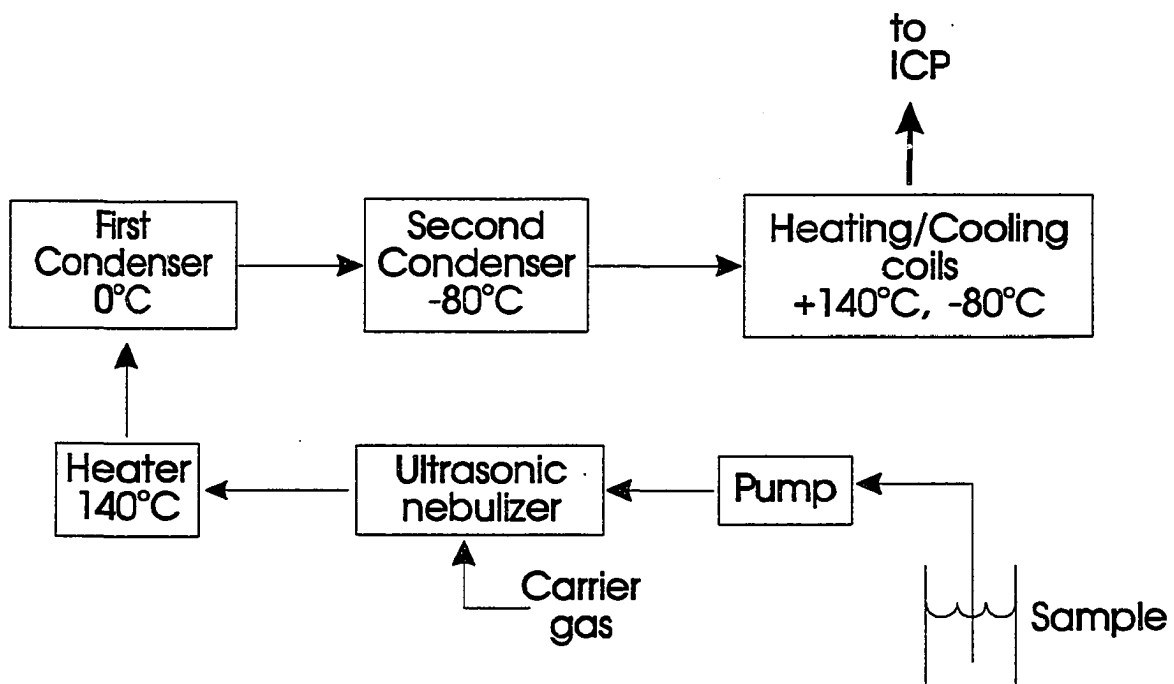 to
ICP
First
Condenser
0°C
Second
Condenser
-80°C
Heating/Cooling
coils
+140°C, -80°C
Heater
140°C
Ultrasonic
nebulizer
Pump
Carrier
gas
Sample